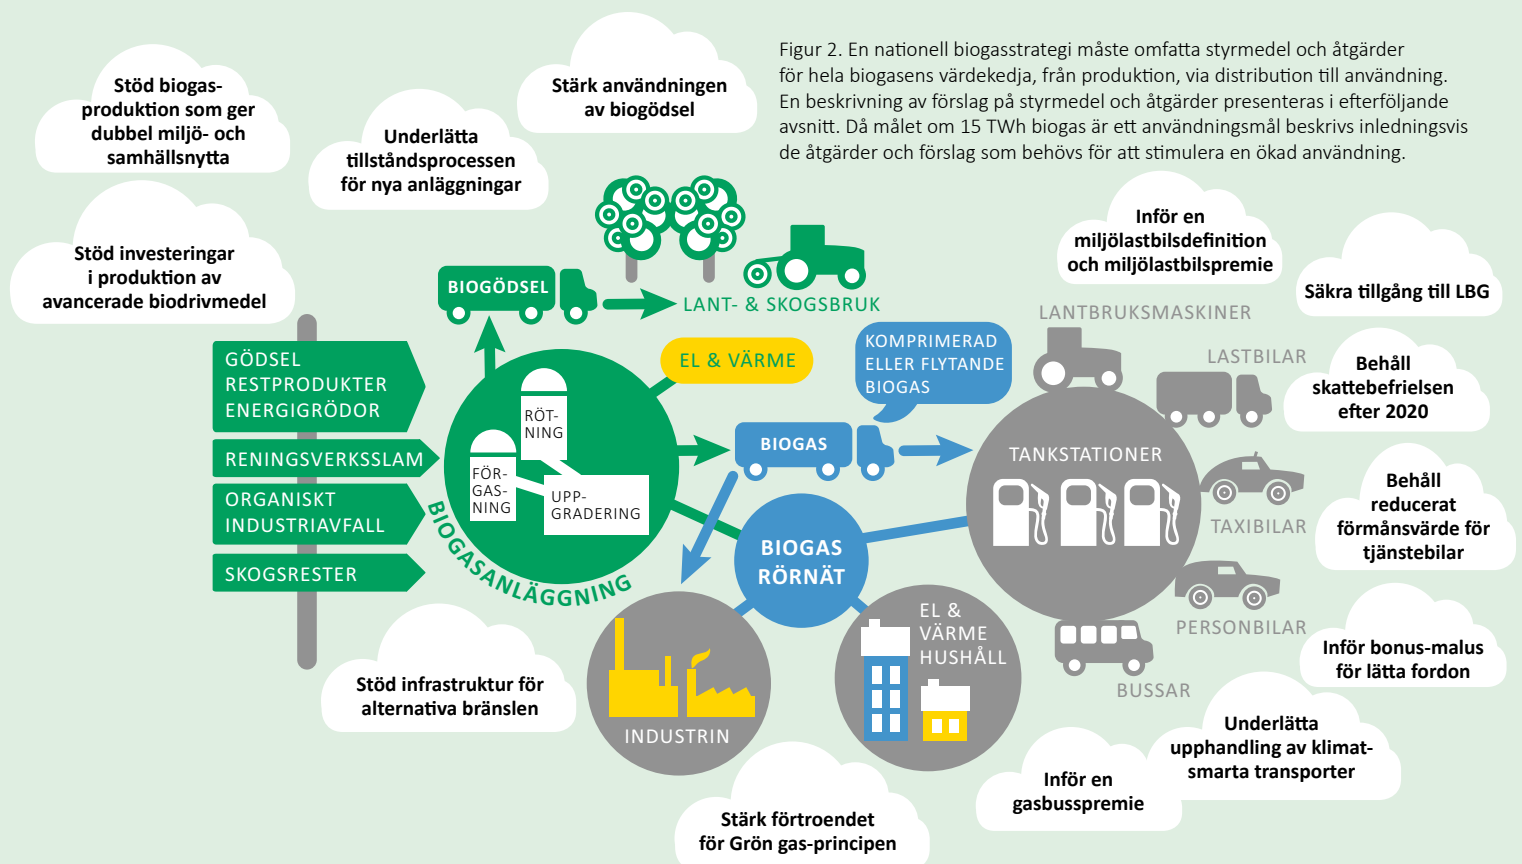 Figur 2. En nationell biogasstrategi måste omfatta styrmedel och åtgärder
för hela biogasens värdekedja, från produktion, via distribution till användning.
En beskrivning av förslag på styrmedel och åtgärder presenteras i efterföljande
avsnitt. Då målet om 15 TWh biogas är ett användningsmål beskrivs inledningsvis
de åtgärder och förslag som behövs för att stimulera en ökad användning.
Stöd biogas-
produktion som ger
dubbel miljö- och
samhällsnytta
Underlätta
tillståndsprocessen
för nya anläggningar
Stärk användningen
av biogödsel
Stöd investeringar
i produktion av
avancerade biodrivmedel
Inför en
miljölastbilsdefinition
och miljölastbilspremie
Säkra tillgång till LBG
BIOGÖDSEL
LANT- & SKOGSBRUK
GÖDSEL
RESTPRODUKTER
ENERGIGRÖDOR
RENINGSVERKSSLAM
ORGANISKT
INDUSTRIAVFALL
SKOGSRESTER
RÖT-
NING
FÖR-
GAS-
NING
UPP-
GRADERING
BIOGASANLÄGGNING
EL & VÄRME
KOMPRIMERAD
ELLER FLYTANDE
BIOGAS
BIOGAS
BIOGAS
RÖRNÄT
LANTBRUKSMASKINER
LASTBILAR
TANKSTATIONER
TAXIBILAR
PERSONBILAR
BUSSAR
Behåll
skattebefrielsen
efter 2020
Behåll
reducerat
förmånsvärde för
tjänstebilar
Inför bonus-malus
för lätta fordon
Underlätta
upphandling av klimat-
smarta transporter
Inför en
gasbusspremie
EL &
VÄRME
HUSHÅLL
INDUSTRIN
Stöd infrastruktur för
alternativa bränslen
Stärk förtroendet
för Grön gas-principen